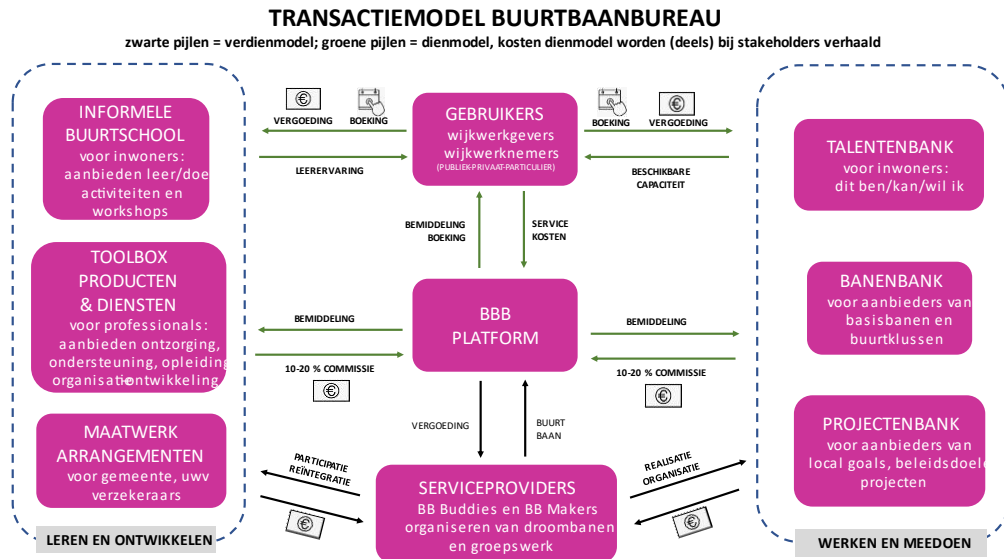 TRANSACTIEMODEL BUURTBAANBUREAU
zwarte pijlen = verdienmodel; groene pijlen = dienmodel, kosten dienmodel worden (deels) bij stakeholders verhaald
INFORMELE
BUURTSCHOOL
voor inwoners:
aanbieden leer/doe
activiteiten en
workshops
TOOLBOX
PRODUCTEN
& DIENSTEN
voor professionals:
aanbieden ontzorging,
ondersteuning, opleiding
organisatie-ontwikkeling
MAATWERK
ARRANGEMENTEN
voor gemeente, uwv
verzekeraars
LEREN EN ONTWIKKELEN
VERGOEDING
BOEKING
LEERERVARING
GEBRUIKERS
wijkwerkgevers
wijkwerknemers
(PUBLIEK-PRIVAAT-PARTICULIER)
BOEKING
VERGOEDING
BESCHIKBARE
CAPACITEIT
BEMIDDELING
BOEKING
SERVICE
KOSTEN
BEMIDDELING
10-20 % COMMISSIE
BBB
PLATFORM
BEMIDDELING
10-20 % COMMISSIE
VERGOEDING
BUURT
BAAN
PARTICIPATIE
REÏNTEGRATIE
REALISATIE
ORGANISATIE
SERVICEPROVIDERS
BB Buddies en BB Makers
organiseren van droombanen
en groepswerk
TALENTENBANK
voor inwoners:
dit ben/kan/wil ik
BANENBANK
voor aanbieders van
basisbanen en
buurtklussen
PROJECTENBANK
voor aanbieders van
local goals, beleidsdoele
projecten
WERKEN EN MEEDOEN